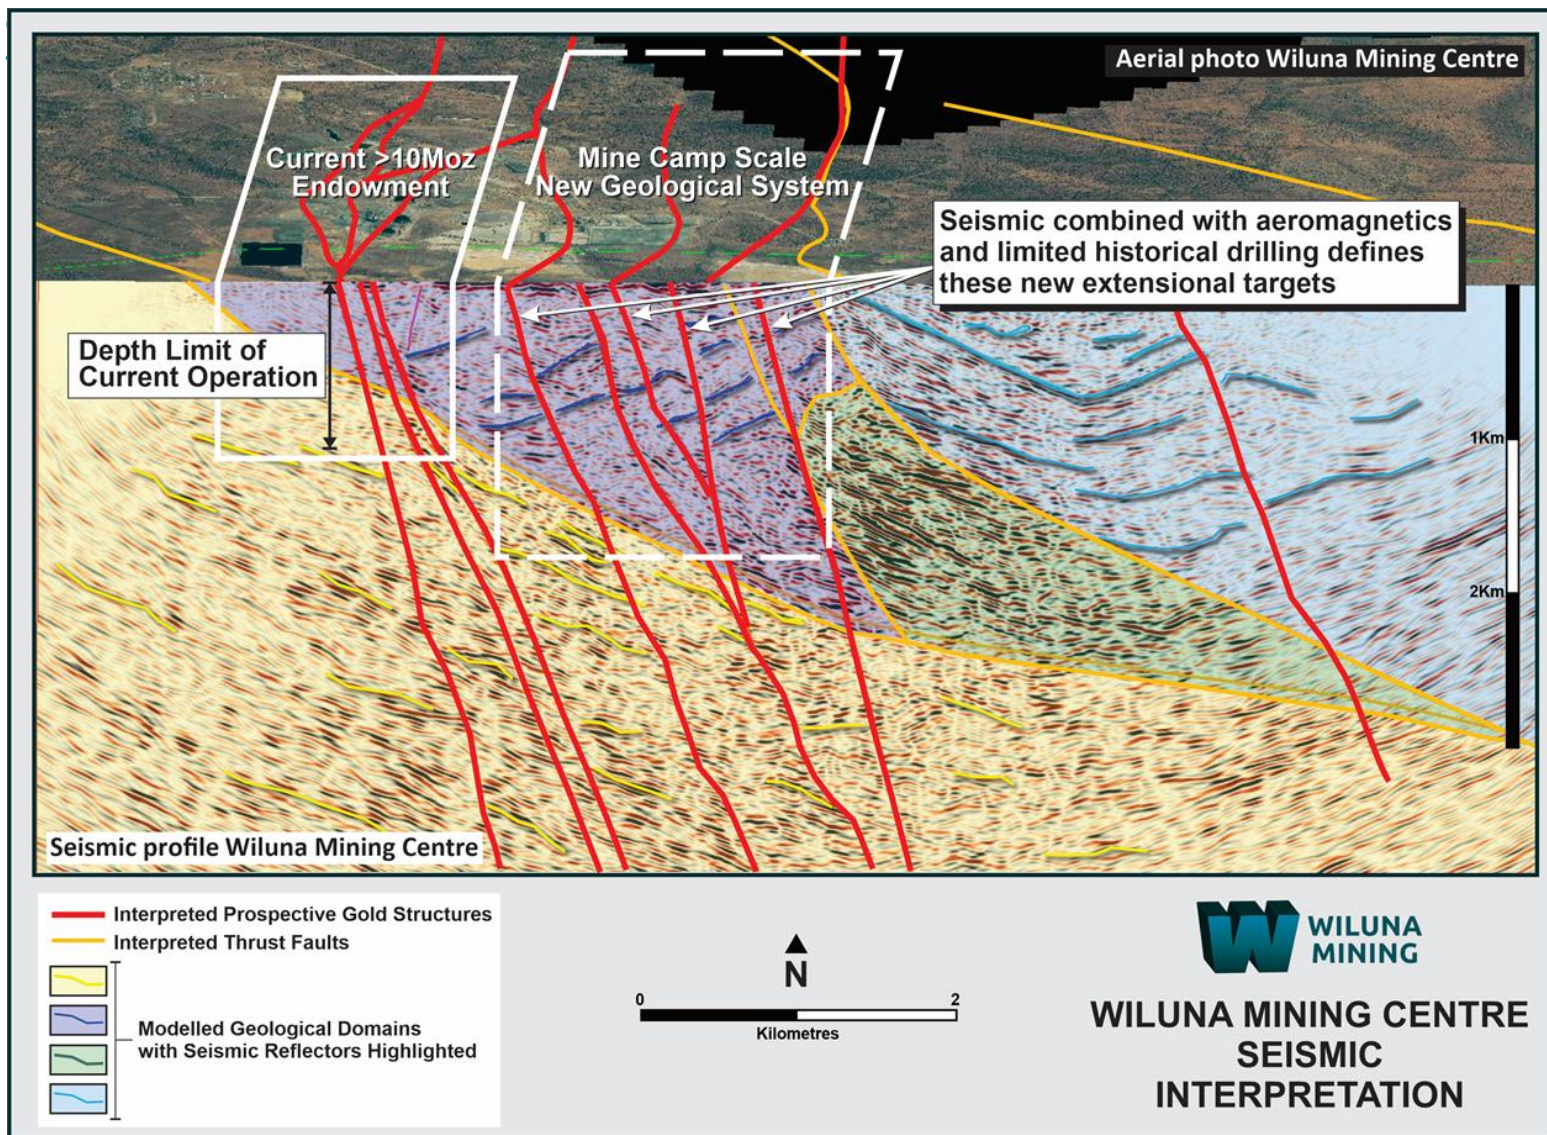 Aerial photo Wiluna Mining Centre
Current >10Moz
Endowment
Mine Camp Scale
New Geological System
Seismic combined with aeromagnetics
and limited historical drilling defines
these new extensional targets
Depth Limit of
Current Operation
1Km
2Km
Seismic profile Wiluna Mining Centre
Interpreted Prospective Gold Structures
Interpreted Thrust Faults
Modelled Geological Domains
with Seismic Reflectors Highlighted
N
0 2
Kilometres
W WILUNA
MINING
WILUNA MINING CENTRE
SEISMIC
INTERPRETATION